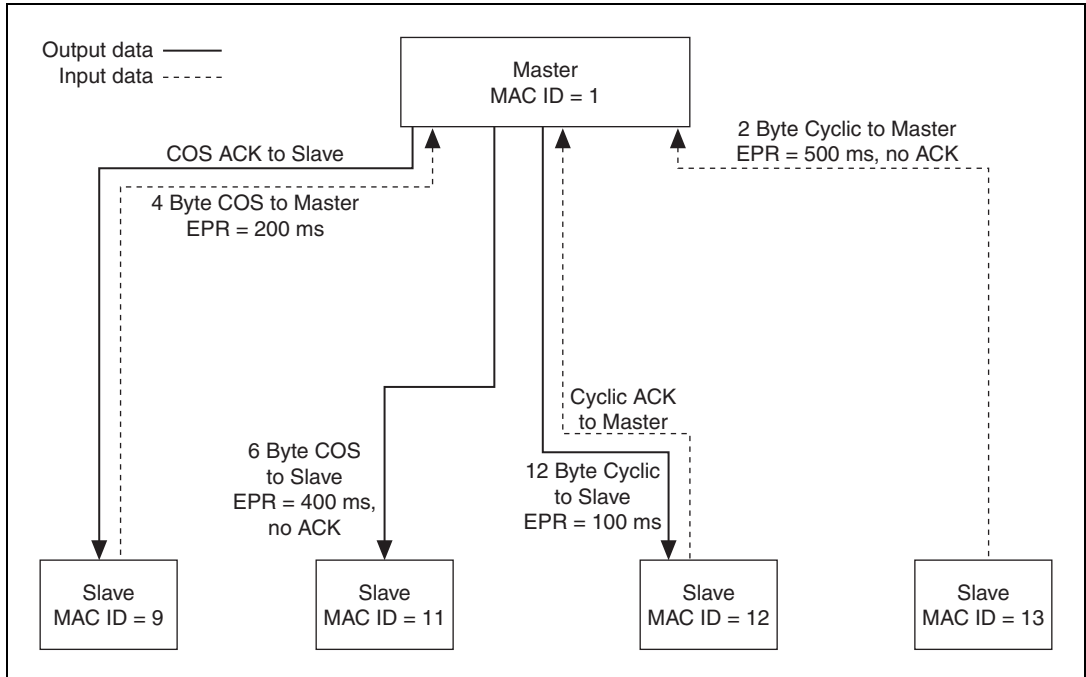 Output data
Input data
Master
MAC ID = 1
COS ACK to Slave
4 Byte COS to Master
EPR = 200 ms
2 Byte Cyclic to Master
EPR = 500 ms, no ACK
Cyclic ACK
to Master
6 Byte COS
to Slave
EPR = 400 ms,
no ACK
12 Byte Cyclic
to Slave
EPR = 100 ms
Slave
MAC ID = 9
Slave
MAC ID = 11
Slave
MAC ID = 12
Slave
MAC ID = 13